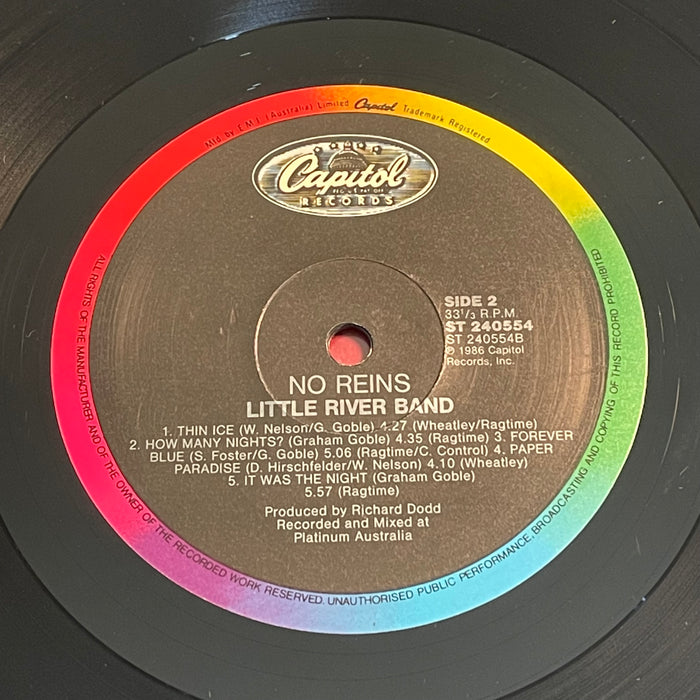 Mfd. by E.M.I. (Australia) Limited Capitol Trademark Registered
Capitol
RECORDS
SIDE 2
33 1/3 R.P.M.
ST 240554
ST 240554B
℗ 1986 Capitol
Records, Inc.
NO REINS
LITTLE RIVER BAND
1. THIN ICE (W. Nelson/G. Goble) 4.27 (Wheatley/Ragtime)
2. HOW MANY NIGHTS? (Graham Goble) 4.35 (Ragtime) 3. FOREVER
BLUE (S. Foster/G. Goble) 5.06 (Ragtime/C. Control) 4. PAPER
PARADISE (D. Hirschfelder/W. Nelson) 4.10 (Wheatley)
5. IT WAS THE NIGHT (Graham Goble)
5.57 (Ragtime)
Produced by Richard Dodd
Recorded and Mixed at
Platinum Australia
ALL RIGHTS OF THE MANUFACTURER AND OF THE OWNER OF THE RECORDED WORK RESERVED. UNAUTHORISED PUBLIC PERFORMANCE, BROADCASTING AND COPYING OF THIS RECORD PROHIBITED